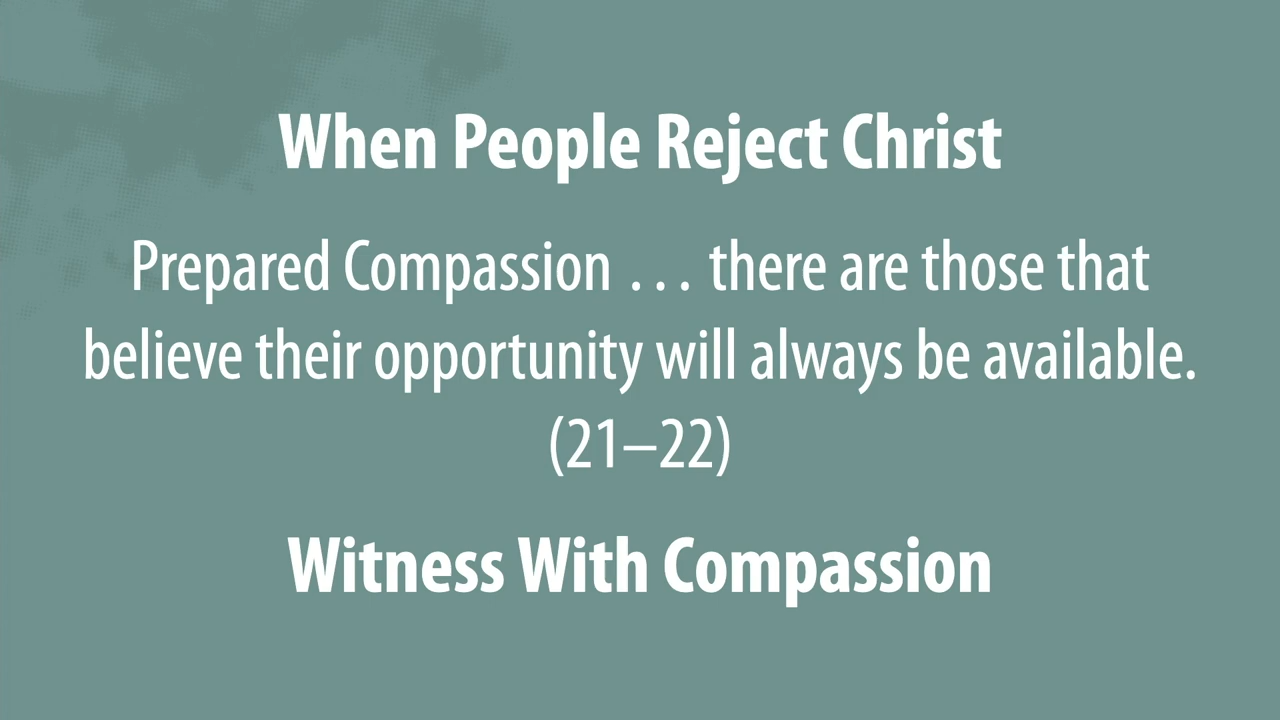 When People Reject Christ
Prepared Compassion . . . there are those that
believe their opportunity will always be available.
(21–22)
Witness With Compassion